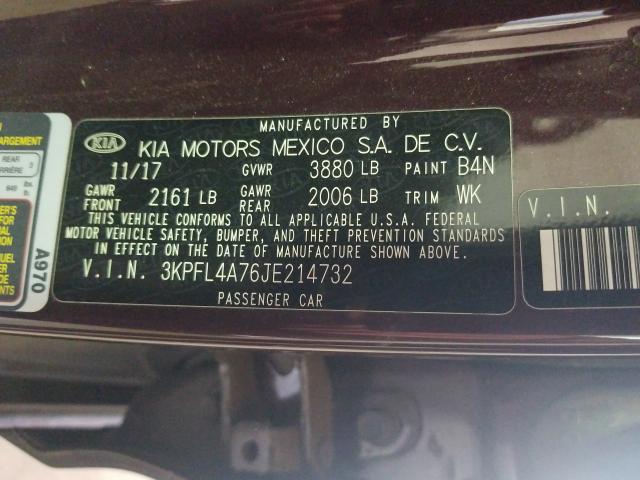 MANUFACTURED BY
KIA KIA MOTORS MEXICO S.A. DE C.V.
11/17 GVWR 3880 LB PAINT B4N
GAWR FRONT 2161 LB GAWR REAR 2006 LB TRIM WK
THIS VEHICLE CONFORMS TO ALL APPLICABLE U.S.A. FEDERAL
MOTOR VEHICLE SAFETY, BUMPER, AND THEFT PREVENTION STANDARDS
IN EFFECT ON THE DATE OF MANUFACTURE SHOWN ABOVE.
V.I.N. 3KPFL4A76JE214732
PASSENGER CAR
REAR
A970
V.I.N.